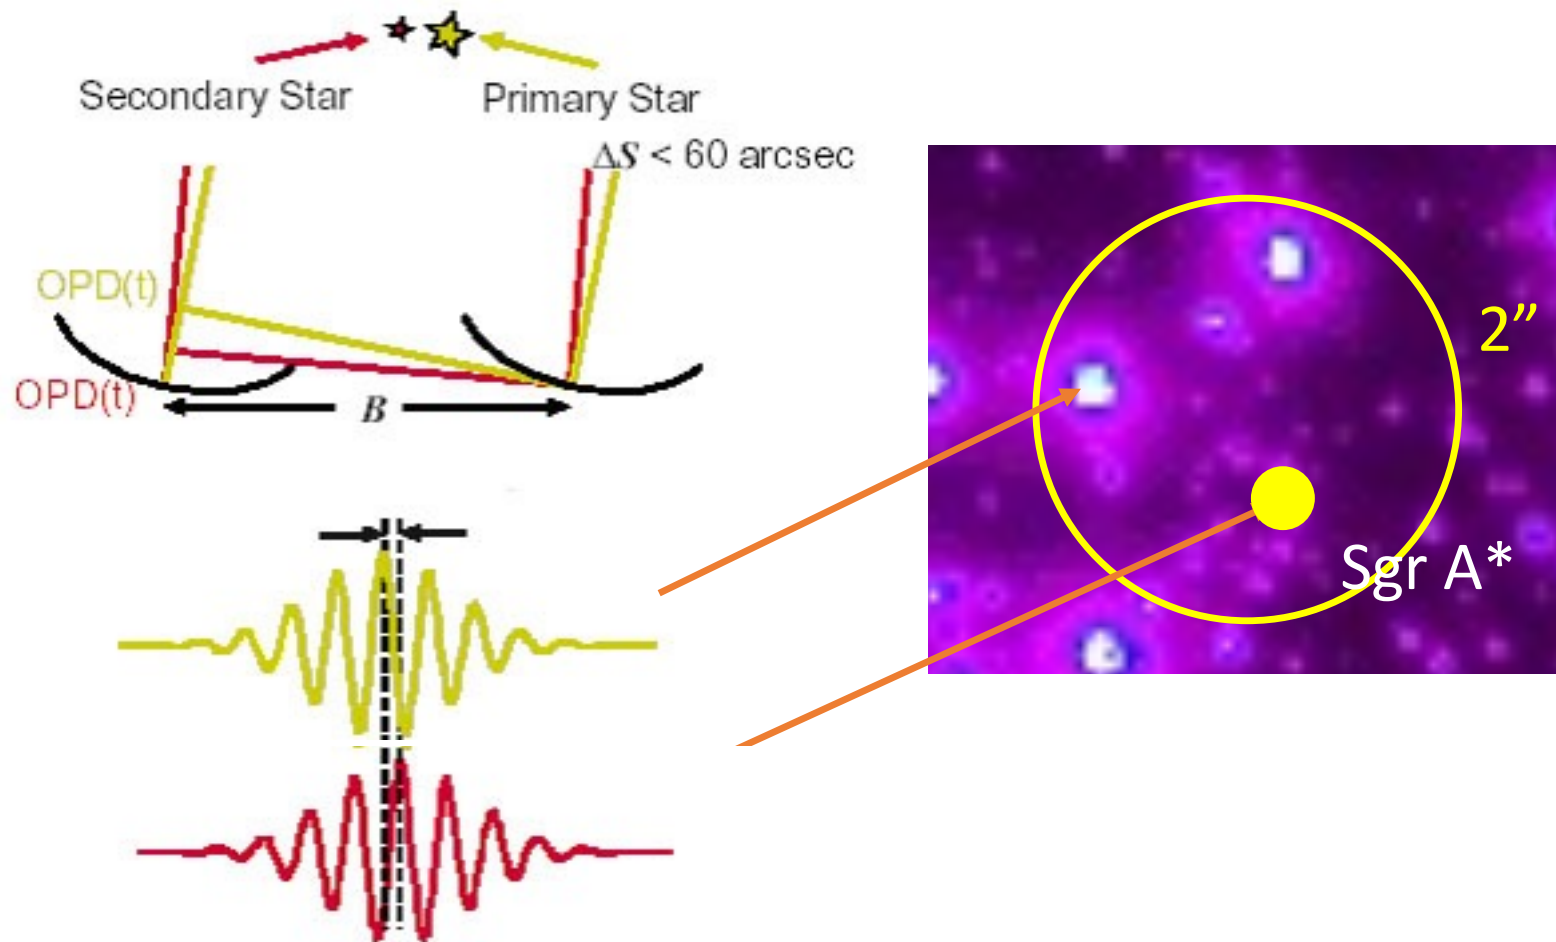 Secondary Star
Primary Star
ΔS < 60 arcsec
OPD(t)
OPD(t)
B
2”
Sgr A*